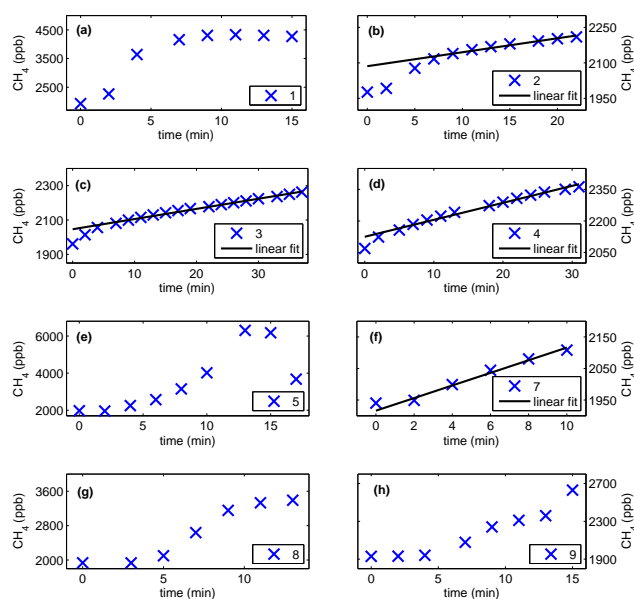 (a)
4500
3500
2500
CH4 (ppb)
1
0 5 10 15
time (min)
(b)
2250
2100
1950
CH4 (ppb)
2
linear fit
0 5 10 15 20
time (min)
(c)
2300
2100
1900
CH4 (ppb)
3
linear fit
0 10 20 30
time (min)
(d)
2350
2250
2150
2050
CH4 (ppb)
4
linear fit
0 10 20 30
time (min)
(e)
6000
4000
2000
CH4 (ppb)
5
0 5 10 15
time (min)
(f)
2150
2050
1950
CH4 (ppb)
7
linear fit
0 2 4 6 8 10
time (min)
(g)
3600
2800
2000
CH4 (ppb)
8
0 5 10
time (min)
(h)
2700
2300
1900
CH4 (ppb)
9
0 5 10 15
time (min)